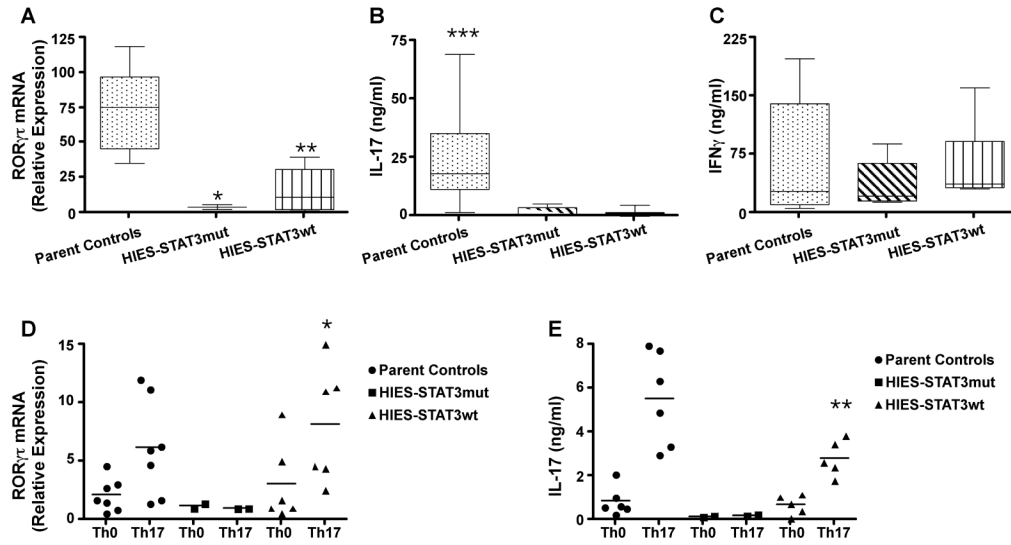 A
RORγτ mRNA
(Relative Expression)
125
100
75
50
25
0
*
**
Parent Controls
HIES-STAT3mut
HIES-STAT3wt
B
IL-17 (ng/ml)
75
50
25
0
***
Parent Controls
HIES-STAT3mut
HIES-STAT3wt
C
IFNγ (ng/ml)
225
150
75
0
Parent Controls
HIES-STAT3mut
HIES-STAT3wt
D
RORγτ mRNA
(Relative Expression)
15
10
5
0
*
Th0 Th17 Th0 Th17 Th0 Th17
Parent Controls
HIES-STAT3mut
HIES-STAT3wt
E
IL-17 (ng/ml)
8
6
4
2
0
**
Th0 Th17 Th0 Th17 Th0 Th17
Parent Controls
HIES-STAT3mut
HIES-STAT3wt